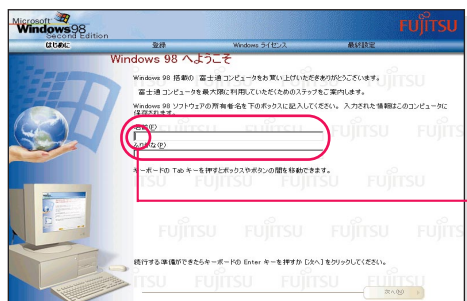 Microsoft
Windows98
Second Edition
FUJITSU
はじめに
登録
Windows ライセンス
最終設定
Windows 98 へようこそ
Windows 98 搭載の 富士通 コンピュータをお買い上げいただきありがとうございます。
富士通 コンピュータを最大限に利用していただくためのステップをご案内します。
Windows 98 ソフトウェアの所有者名を下のボックスに記入してください。 入力された情報はこのコンピュータに
保存されます。
名前(F)
ふりがな(P)
キーボードの Tab キーを押すとボックスやボタンの間を移動できます。
続行する準備ができたらキーボードの Enter キーを押すか [次へ] をクリックしてください。
次へ(N)